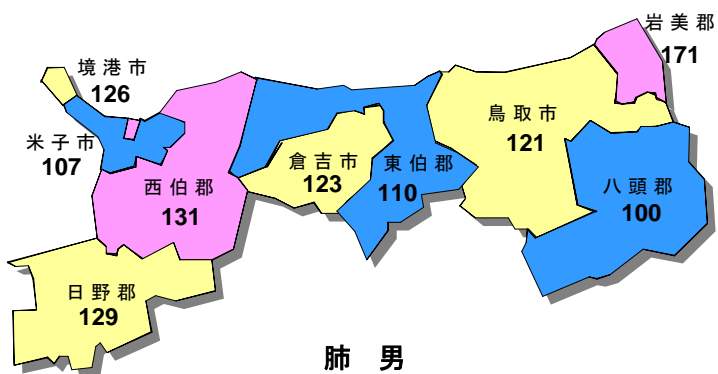 岩美郡
171
境港市
126
鳥取市
121
米子市
107
倉吉市
123
東伯郡
110
西伯郡
131
八頭郡
100
日野郡
129
肺 男